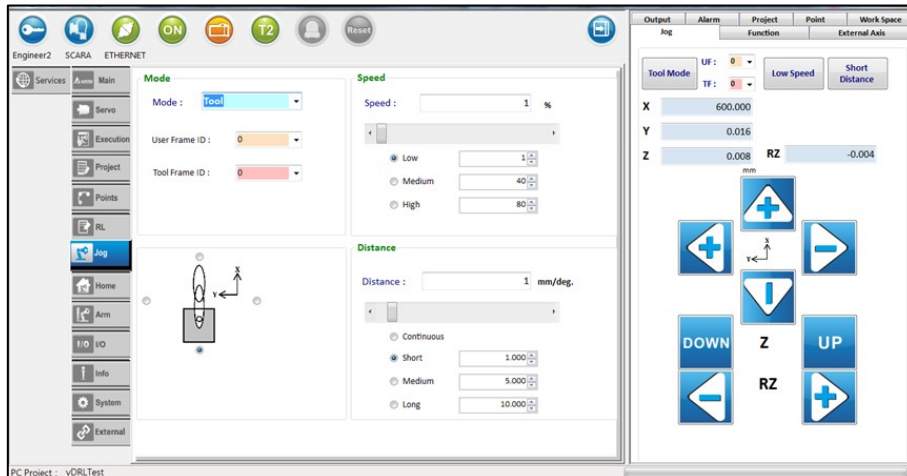 ON
T2
Reset
Engineer2 SCARA ETHERNET
Services
Main
Servo
Execution
Project
Points
RL
Jog
Home
Arm
I/O I/O
Info
System
External
Mode
Mode : Tool
User Frame ID : 0
Tool Frame ID : 0
X
Y
Speed
Speed : 1 %
Low 1
Medium 40
High 80
Distance
Distance : 1 mm/deg.
Continuous
Short 1.000
Medium 5.000
Long 10.000
Output Alarm Project Point Work Space
Jog Function External Axis
Tool Mode UF : 0 TF : 0 Low Speed Short Distance
X 600.000
Y 0.016
Z 0.008 RZ -0.004
mm
X
Y
DOWN Z UP
RZ
PC Project : vDRLTest